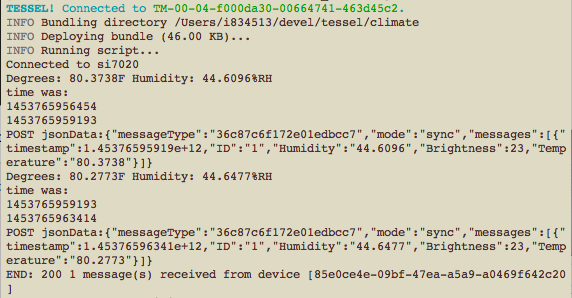 TESSEL! Connected to TM-00-04-f000da30-00664741-463d45c2.
INFO Bundling directory /Users/i834513/devel/tessel/climate
INFO Deploying bundle (46.00 KB)...
INFO Running script...
Connected to si7020
Degrees: 80.3738F Humidity: 44.6096%RH
time was:
1453765956454
1453765959193
POST jsonData:{"messageType":"36c87c6f172e01edbcc7","mode":"sync","messages":[{"
timestamp":1.45376595919e+12,"ID":"1","Humidity":"44.6096","Brightness":23,"Temp
erature":"80.3738"}]}
Degrees: 80.2773F Humidity: 44.6477%RH
time was:
1453765959193
1453765963414
POST jsonData:{"messageType":"36c87c6f172e01edbcc7","mode":"sync","messages":[{"
timestamp":1.45376596341e+12,"ID":"1","Humidity":"44.6477","Brightness":23,"Temp
erature":"80.2773"}]}
END: 200 1 message(s) received from device [85e0ce4e-09bf-47ea-a5a9-a0469f642c20
]